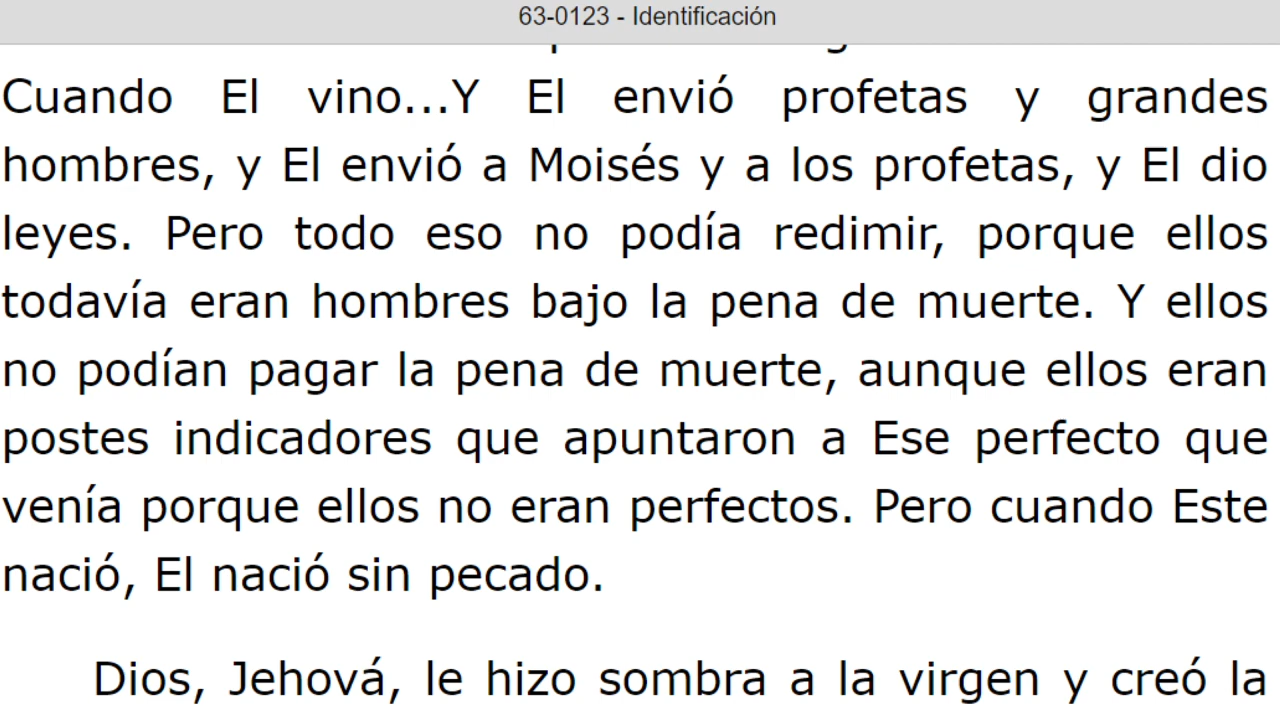 63-0123 - Identificación
Cuando El vino...Y El envió profetas y grandes
hombres, y El envió a Moisés y a los profetas, y El dio
leyes. Pero todo eso no podía redimir, porque ellos
todavía eran hombres bajo la pena de muerte. Y ellos
no podían pagar la pena de muerte, aunque ellos eran
postes indicadores que apuntaron a Ese perfecto que
venía porque ellos no eran perfectos. Pero cuando Este
nació, El nació sin pecado.
Dios, Jehová, le hizo sombra a la virgen y creó la